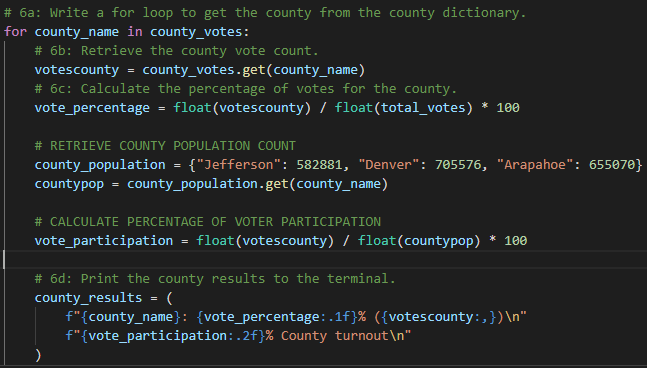 # 6a: Write a for loop to get the county from the county dictionary.
for county_name in county_votes:
    # 6b: Retrieve the county vote count.
    votescounty = county_votes.get(county_name)
    # 6c: Calculate the percentage of votes for the county.
    vote_percentage = float(votescounty) / float(total_votes) * 100
    # RETRIEVE COUNTY POPULATION COUNT
    county_population = {"Jefferson": 582881, "Denver": 705576, "Arapahoe": 655070}
    countypop = county_population.get(county_name)
    # CALCULATE PERCENTAGE OF VOTER PARTICIPATION
    vote_participation = float(votescounty) / float(countypop) * 100
    # 6d: Print the county results to the terminal.
    county_results = (
        f"{county_name}: {vote_percentage:.1f}% ({votescounty:,})\n"
        f"{vote_participation:.2f}% County turnout\n"
    )